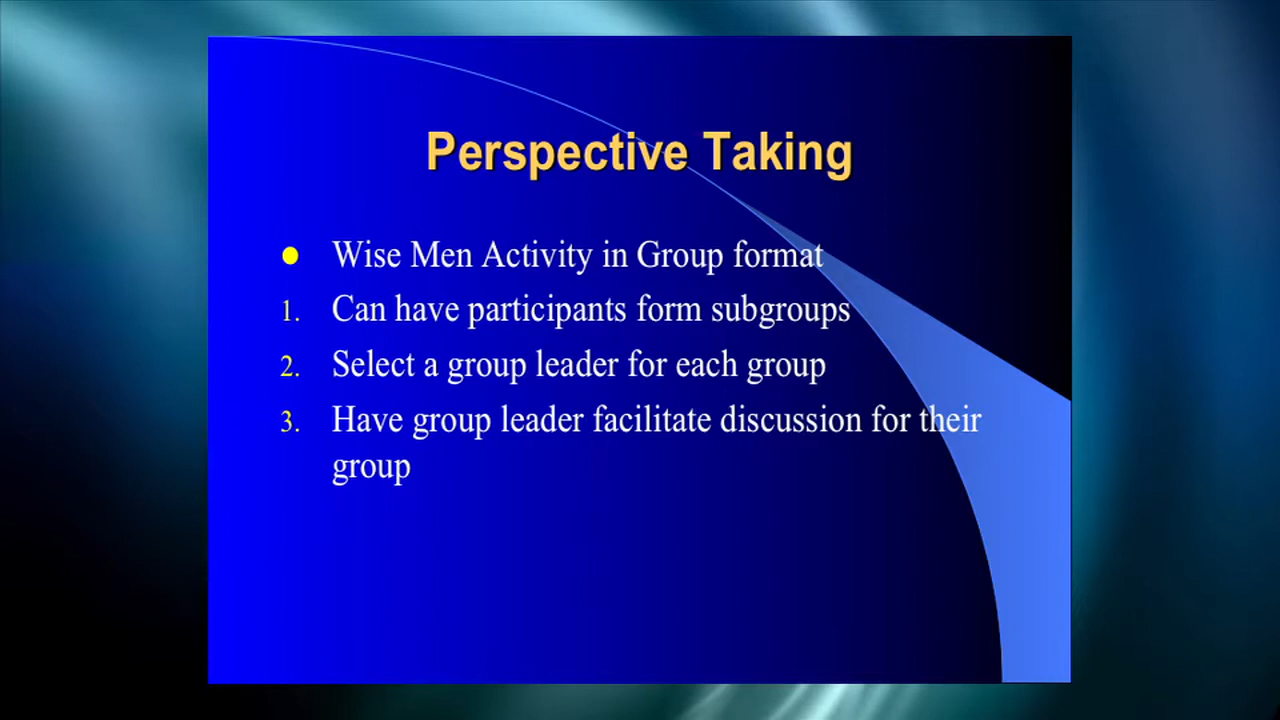 Perspective Taking
● Wise Men Activity in Group format
1. Can have participants form subgroups
2. Select a group leader for each group
3. Have group leader facilitate discussion for their
group